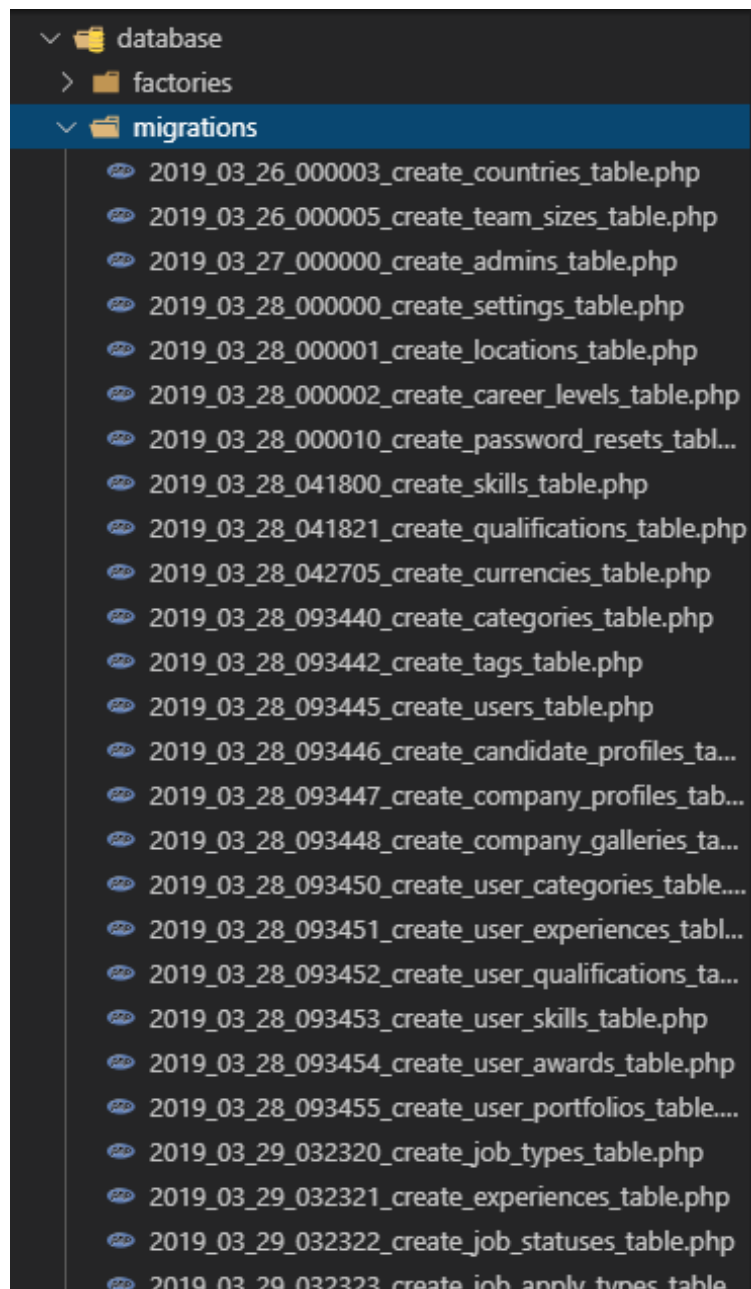 database
factories
migrations
2019_03_26_000003_create_countries_table.php
2019_03_26_000005_create_team_sizes_table.php
2019_03_27_000000_create_admins_table.php
2019_03_28_000000_create_settings_table.php
2019_03_28_000001_create_locations_table.php
2019_03_28_000002_create_career_levels_table.php
2019_03_28_000010_create_password_resets_tabl...
2019_03_28_041800_create_skills_table.php
2019_03_28_041821_create_qualifications_table.php
2019_03_28_042705_create_currencies_table.php
2019_03_28_093440_create_categories_table.php
2019_03_28_093442_create_tags_table.php
2019_03_28_093445_create_users_table.php
2019_03_28_093446_create_candidate_profiles_ta...
2019_03_28_093447_create_company_profiles_tab...
2019_03_28_093448_create_company_galleries_ta...
2019_03_28_093450_create_user_categories_table....
2019_03_28_093451_create_user_experiences_tabl...
2019_03_28_093452_create_user_qualifications_ta...
2019_03_28_093453_create_user_skills_table.php
2019_03_28_093454_create_user_awards_table.php
2019_03_28_093455_create_user_portfolios_table....
2019_03_29_032320_create_job_types_table.php
2019_03_29_032321_create_experiences_table.php
2019_03_29_032322_create_job_statuses_table.php
2019_03_29_032323_create_job_apply_types_table